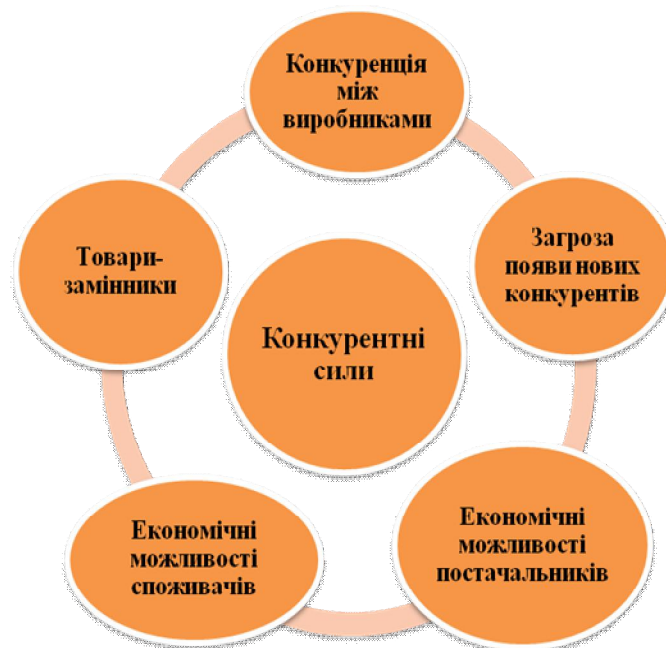 Конкуренція
між
виробниками
Загроза
появи нових
конкурентів
Товари-
замінники
Конкурентні
сили
Економічні
можливості
постачальників
Економічні
можливості
споживачів